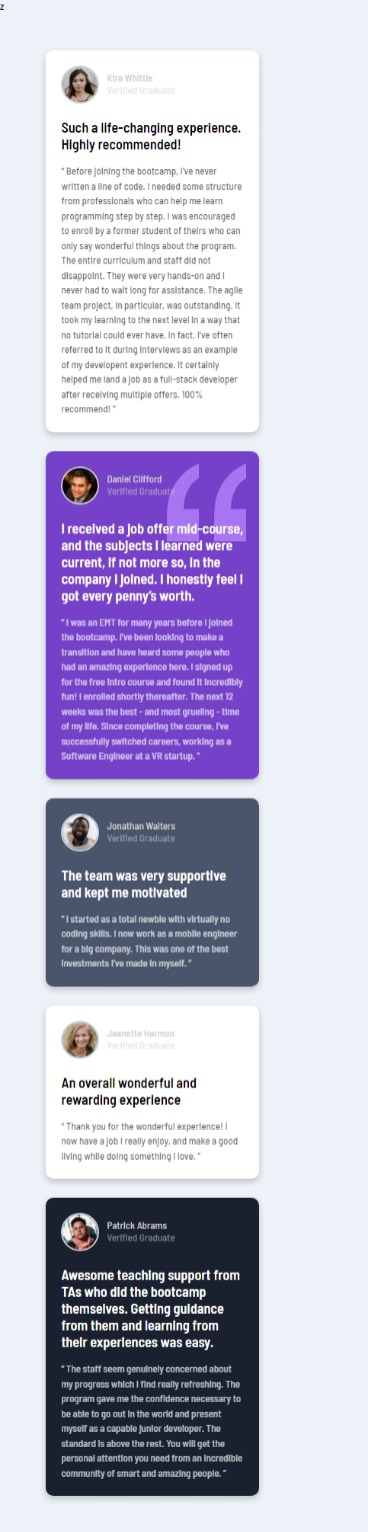 z
Kira Whittle
Verified Graduate
Such a life-changing experience.
Highly recommended!
“ Before joining the bootcamp, I've never
written a line of code. I needed some structure
from professionals who can help me learn
programming step by step. I was encouraged
to enroll by a former student of theirs who can
only say wonderful things about the program.
The entire curriculum and staff did not
disappoint. They were very hands-on and I
never had to wait long for assistance. The agile
team project, in particular, was outstanding. It
took my learning to the next level in a way that
no tutorial could ever have. In fact, I've often
referred to it during interviews as an example
of my developent experience. It certainly
helped me land a job as a full-stack developer
after receiving multiple offers. 100%
recommend! ”
Daniel Clifford
Verified Graduate
I received a job offer mid-course,
and the subjects I learned were
current, if not more so, in the
company I joined. I honestly feel I
got every penny's worth.
“ I was an EMT for many years before I joined
the bootcamp. I've been looking to make a
transition and have heard some people who
had an amazing experience here. I signed up
for the free intro course and found it incredibly
fun! I enrolled shortly thereafter. The next 12
weeks was the best - and most grueling - time
of my life. Since completing the course, I've
successfully switched careers, working as a
Software Engineer at a VR startup. ”
Jonathan Walters
Verified Graduate
The team was very supportive
and kept me motivated
“ I started as a total newbie with virtually no
coding skills. I now work as a mobile engineer
for a big company. This was one of the best
investments I've made in myself. ”
Jeanette Harmon
Verified Graduate
An overall wonderful and
rewarding experience
“ Thank you for the wonderful experience! I
now have a job I really enjoy, and make a good
living while doing something I love. ”
Patrick Abrams
Verified Graduate
Awesome teaching support from
TAs who did the bootcamp
themselves. Getting guidance
from them and learning from
their experiences was easy.
“ The staff seem genuinely concerned about
my progress which I find really refreshing. The
program gave me the confidence necessary to
be able to go out in the world and present
myself as a capable junior developer. The
standard is above the rest. You will get the
personal attention you need from an incredible
community of smart and amazing people. ”